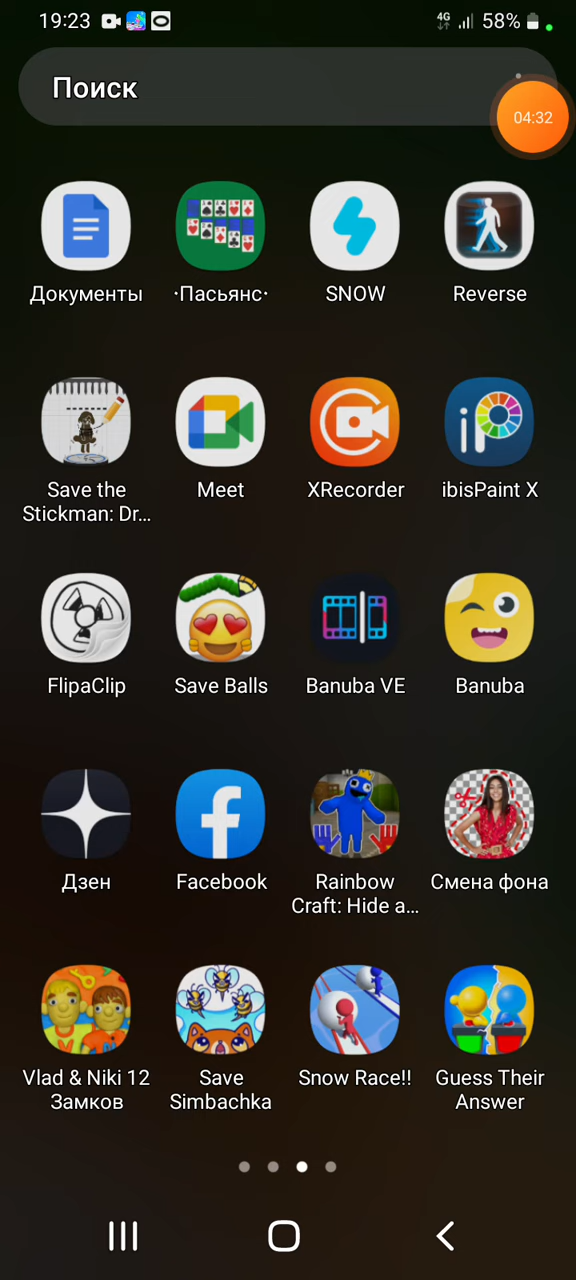 19:23 4G 58%
Поиск
04:32
Документы ·Пасьянс· SNOW Reverse
Save the Stickman: Dr... Meet XRecorder ibisPaint X
FlipaClip Save Balls Banuba VE Banuba
Дзен Facebook Rainbow Craft: Hide a... Смена фона
Vlad & Niki 12 Замков Save Simbachka Snow Race!! Guess Their Answer